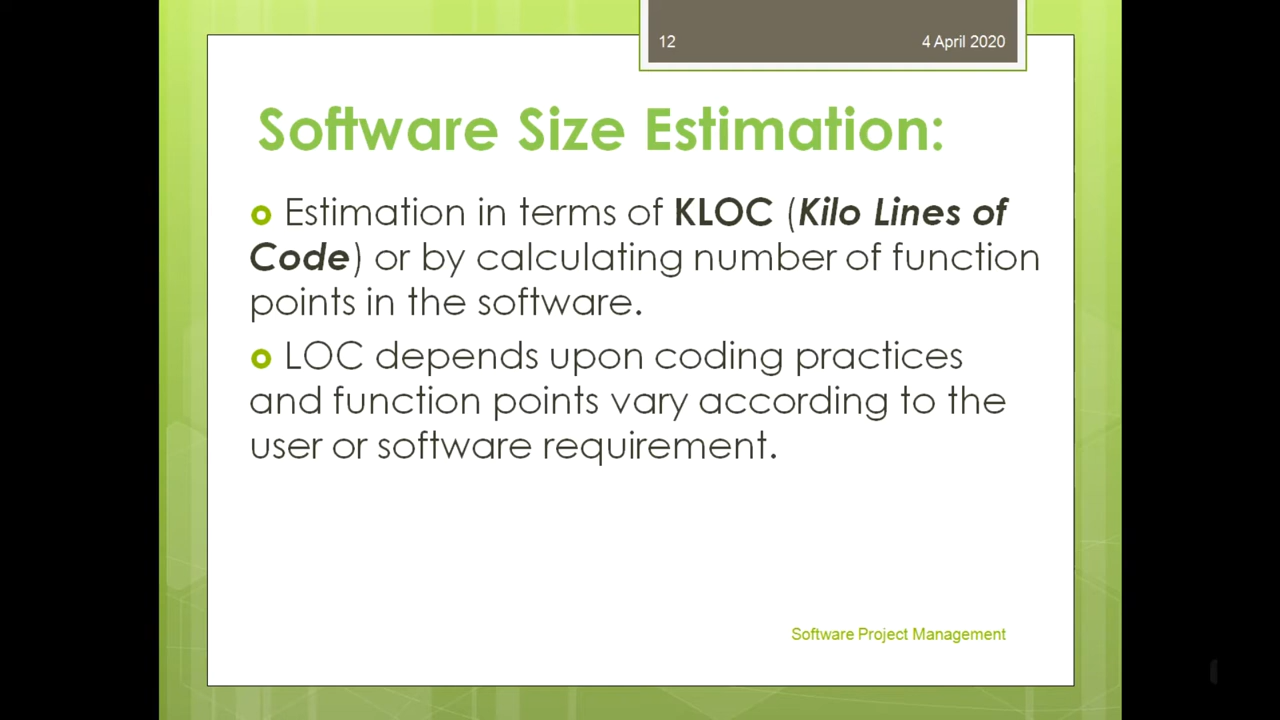 12 4 April 2020
Software Size Estimation:
Estimation in terms of KLOC (Kilo Lines of
Code) or by calculating number of function
points in the software.
LOC depends upon coding practices
and function points vary according to the
user or software requirement.
Software Project Management